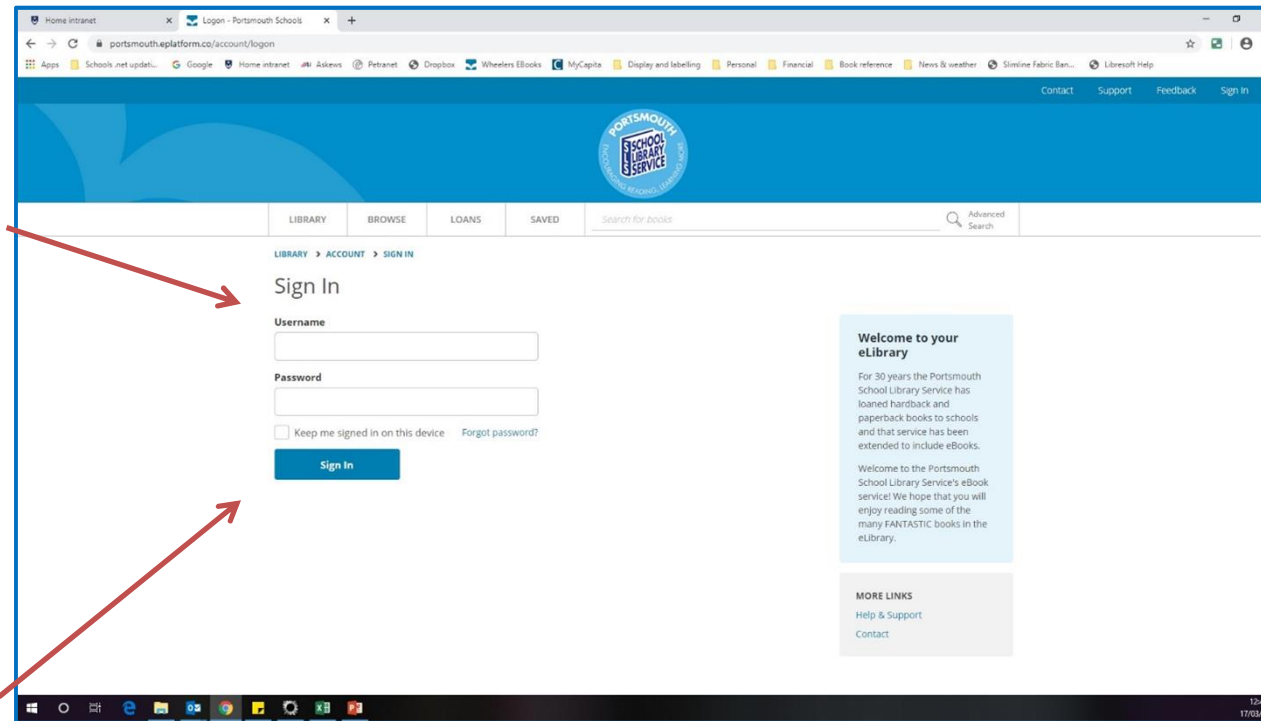 Home intranet
Logon - Portsmouth Schools
portsmouth.eplatform.co/account/logon
Apps
Schools .net updati...
Google
Home intranet
Askews
Petranet
Dropbox
Wheelers EBooks
MyCapita
Display and labelling
Personal
Financial
Book reference
News & weather
Slimline Fabric Ban...
Libresoft Help
Contact Support Feedback Sign In
PORTSMOUTH
SCHOOL
LIBRARY
SERVICE
ENCOURAGING READING, LEARNING MORE
LIBRARY BROWSE LOANS SAVED Search for books Advanced
Search
LIBRARY > ACCOUNT > SIGN IN
Sign In
Username
Password
Keep me signed in on this device Forgot password?
Sign In
Welcome to your
eLibrary
For 30 years the Portsmouth
School Library Service has
loaned hardback and
paperback books to schools
and that service has been
extended to include eBooks.
Welcome to the Portsmouth
School Library Service's eBook
service! We hope that you will
enjoy reading some of the
many FANTASTIC books in the
eLibrary.
MORE LINKS
Help & Support
Contact